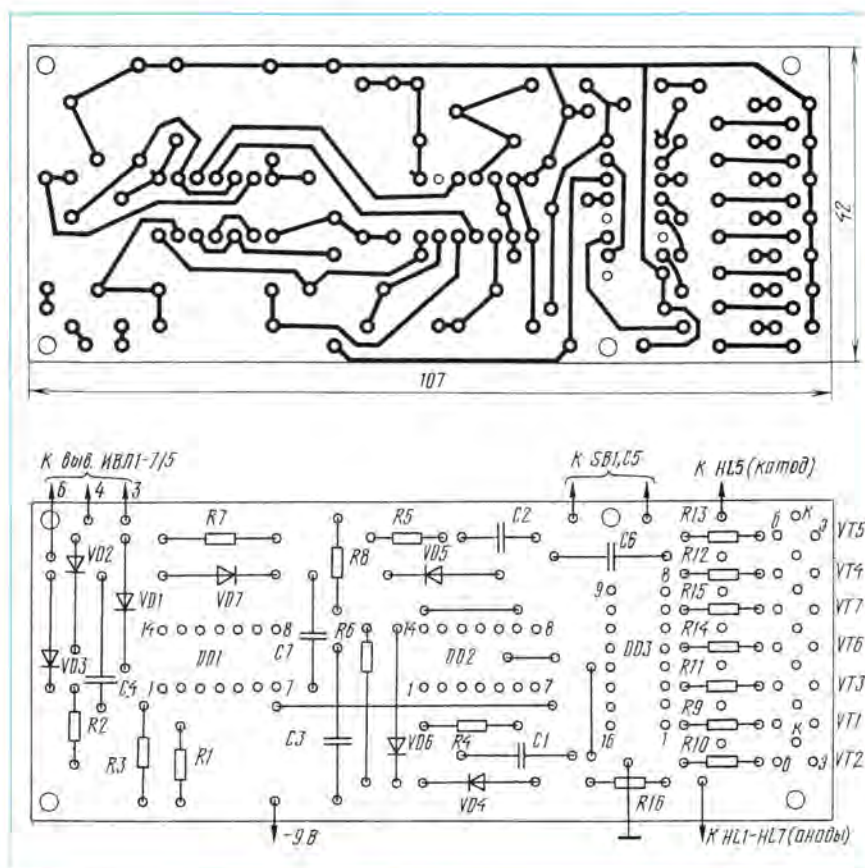 107
42
К выв. ИВЛ1-7/5
К SB1, C5
К HL5 (катод)
6 4 3
R7
R5
C2
R13
б
К
Э
VT5
VD2
R8
VD5
C6
R12
VT4
VD7
9
8
R15
VD1
VT7
14
8
R6
14
8
R14
DD1
C7
DD2
DD3
VT6
VD3
C4
R11
1
7
1
7
VT3
R2
R9
К
VT1
R3
R1
C3
VD6
R4
C1
16
1
R10
б
Э
VT2
VD4
R16
-9 В
К HL1-HL7 (аноды)